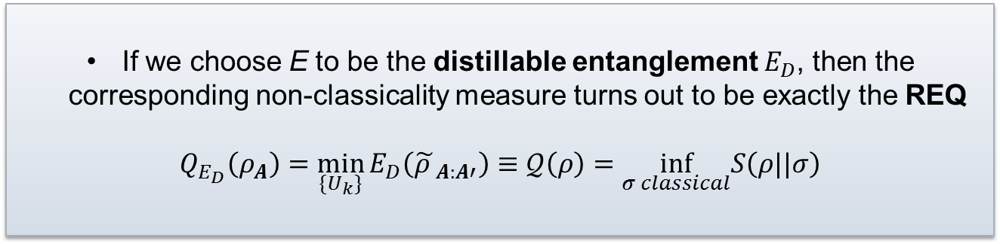 • If we choose E to be the distillable entanglement E_D, then the
corresponding non-classicality measure turns out to be exactly the REQ
Q_{E_D}(ρ_A) = min_{\{U_k\}} E_D(ρ̃_{A:A′}) ≡ 𝒬(ρ) = inf_{σ classical} S(ρ||σ)